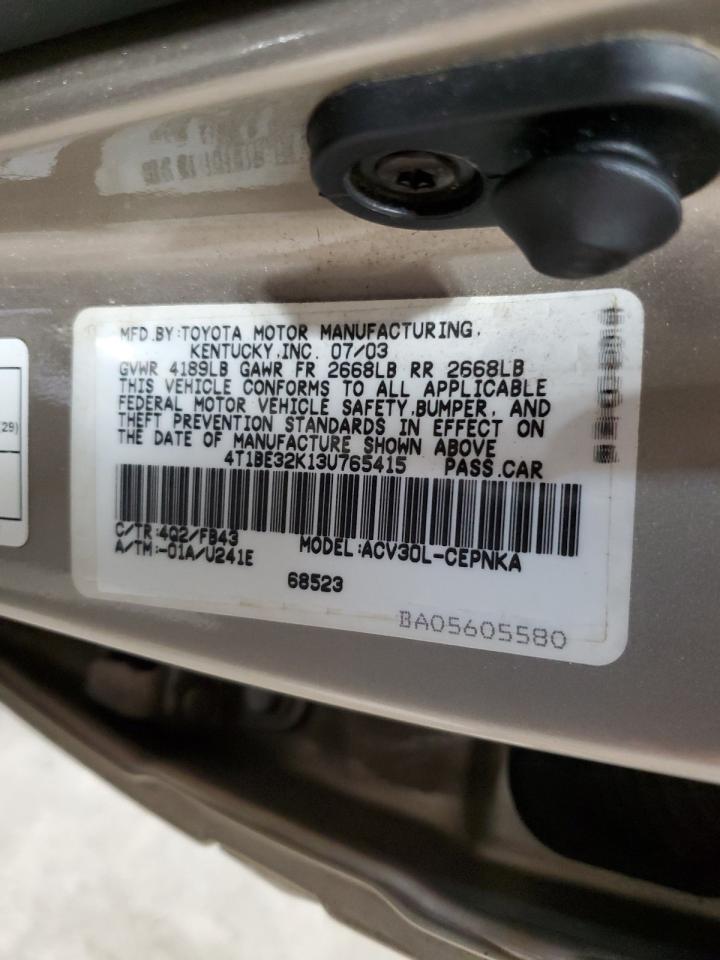 MFD.BY:TOYOTA MOTOR MANUFACTURING,
KENTUCKY,INC. 07/03
GVWR 4189LB GAWR FR 2668LB RR 2668LB
THIS VEHICLE CONFORMS TO ALL APPLICABLE
FEDERAL MOTOR VEHICLE SAFETY,BUMPER, AND
THEFT PREVENTION STANDARDS IN EFFECT ON
THE DATE OF MANUFACTURE SHOWN ABOVE
4T1BE32K13U765415 PASS.CAR
C/TR:4Q2/FB43
A/TM:-01A/U241E
MODEL:ACV30L-CEPNKA
68523
BA05605580
(29)